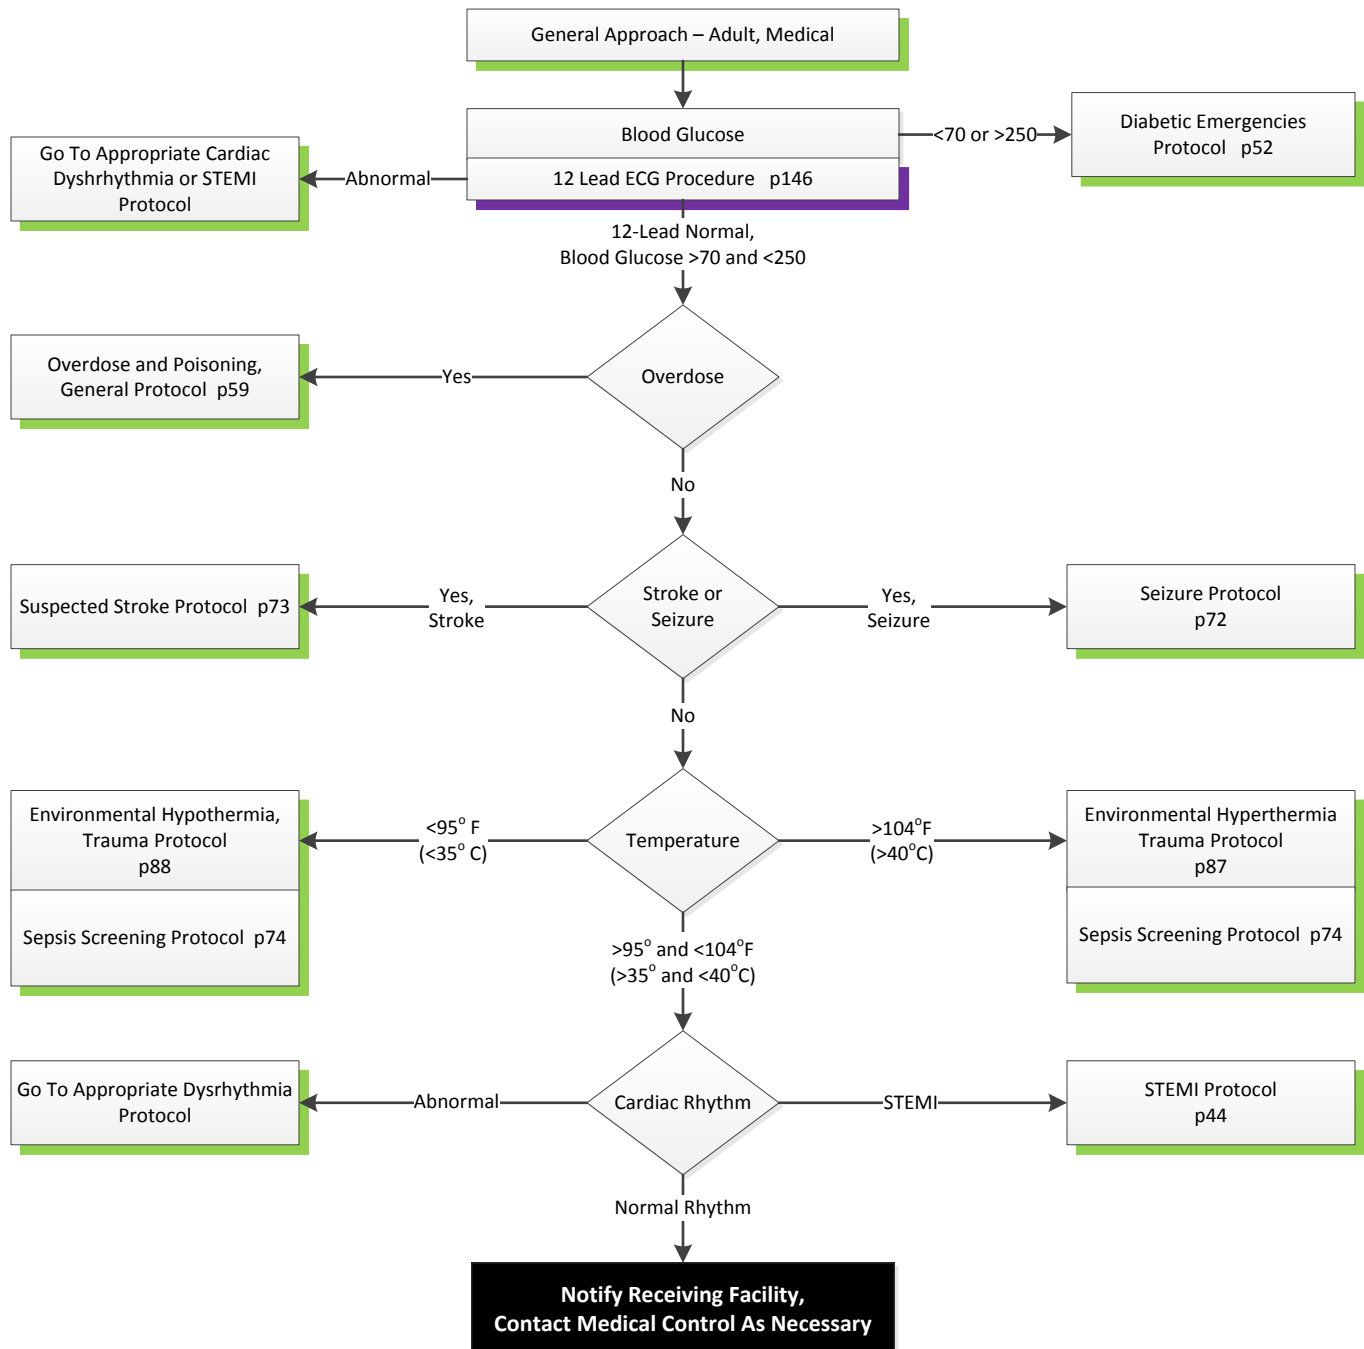 General Approach – Adult, Medical
Blood Glucose
<70 or >250
Diabetic Emergencies
Protocol p52
Go To Appropriate Cardiac
Dyshrhythmia or STEMI
Protocol
Abnormal
12 Lead ECG Procedure p146
12-Lead Normal,
Blood Glucose >70 and <250
Overdose and Poisoning,
General Protocol p59
Yes
Overdose
No
Suspected Stroke Protocol p73
Yes,
Stroke
Stroke or
Seizure
Yes,
Seizure
Seizure Protocol
p72
No
Environmental Hypothermia,
Trauma Protocol
p88
Sepsis Screening Protocol p74
<95° F
(<35° C)
Temperature
>104°F
(>40°C)
Environmental Hyperthermia
Trauma Protocol
p87
Sepsis Screening Protocol p74
>95° and <104°F
(>35° and <40°C)
Go To Appropriate Dysrhythmia
Protocol
Abnormal
Cardiac Rhythm
STEMI
STEMI Protocol
p44
Normal Rhythm
Notify Receiving Facility,
Contact Medical Control As Necessary